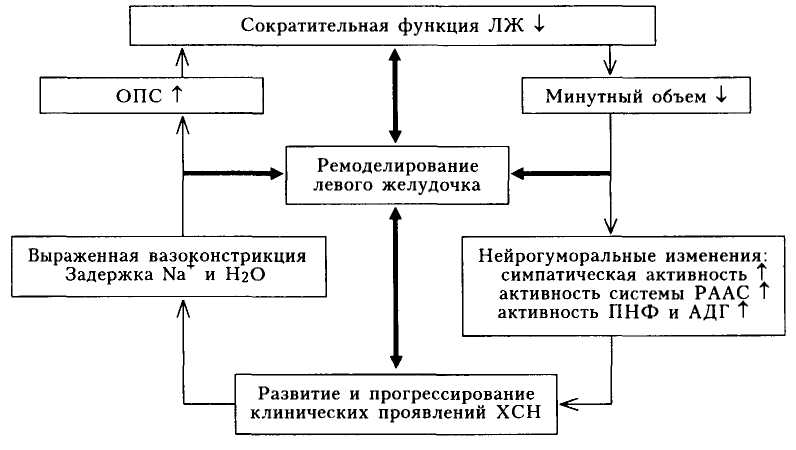 Сократительная функция ЛЖ ↓
ОПС ↑
Минутный объем ↓
Ремоделирование
левого желудочка
Выраженная вазоконстрикция
Задержка Na⁺ и H₂O
Нейрогуморальные изменения:
симпатическая активность ↑
активность системы РААС ↑
активность ПНФ и АДГ ↑
Развитие и прогрессирование
клинических проявлений ХСН